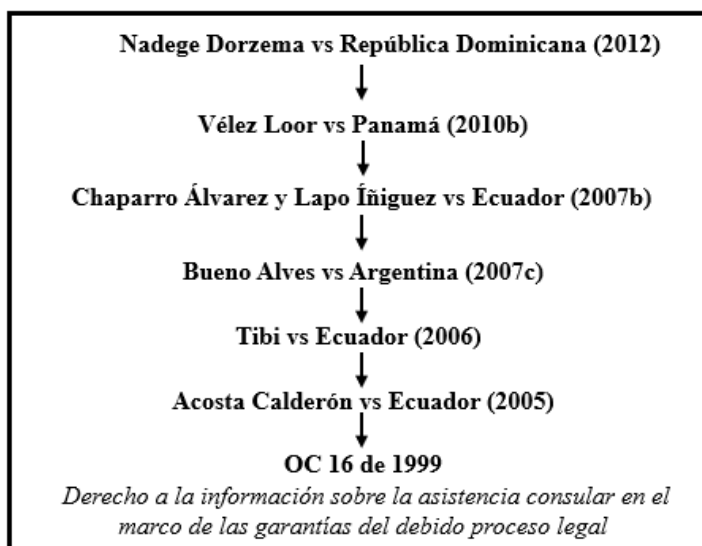 Nadege Dorzema vs República Dominicana (2012)
Vélez Loor vs Panamá (2010b)
Chaparro Álvarez y Lapo Íñiguez vs Ecuador (2007b)
Bueno Alves vs Argentina (2007c)
Tibi vs Ecuador (2006)
Acosta Calderón vs Ecuador (2005)
OC 16 de 1999
Derecho a la información sobre la asistencia consular en el
marco de las garantías del debido proceso legal